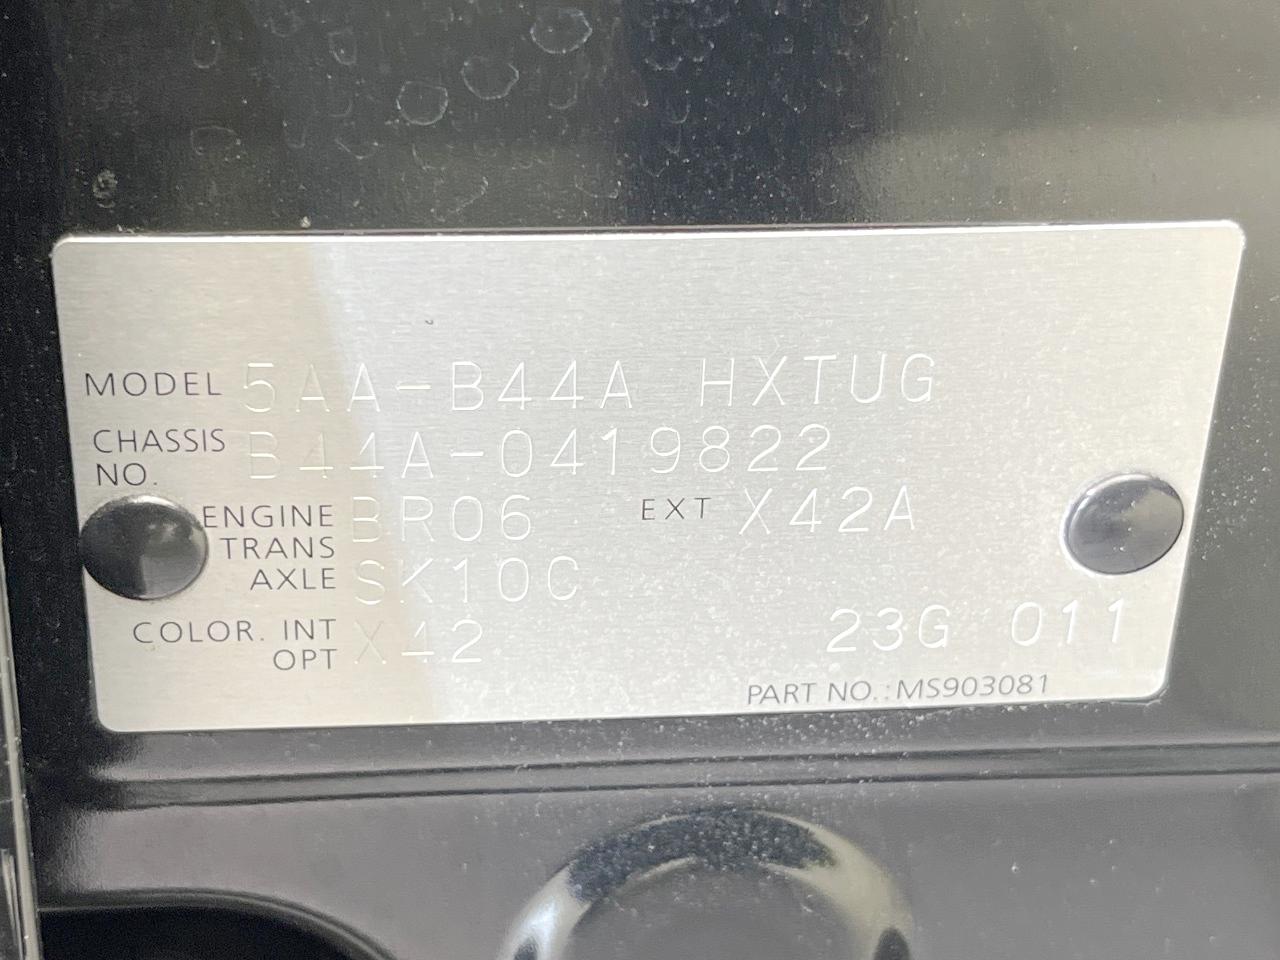 MODEL 5AA-B44A HXTUG
CHASSIS NO. B44A-0419822
ENGINE BR06 EXT X42A
TRANS AXLE SK10C
COLOR. INT OPT X42 23G 011
PART NO.: MS903081